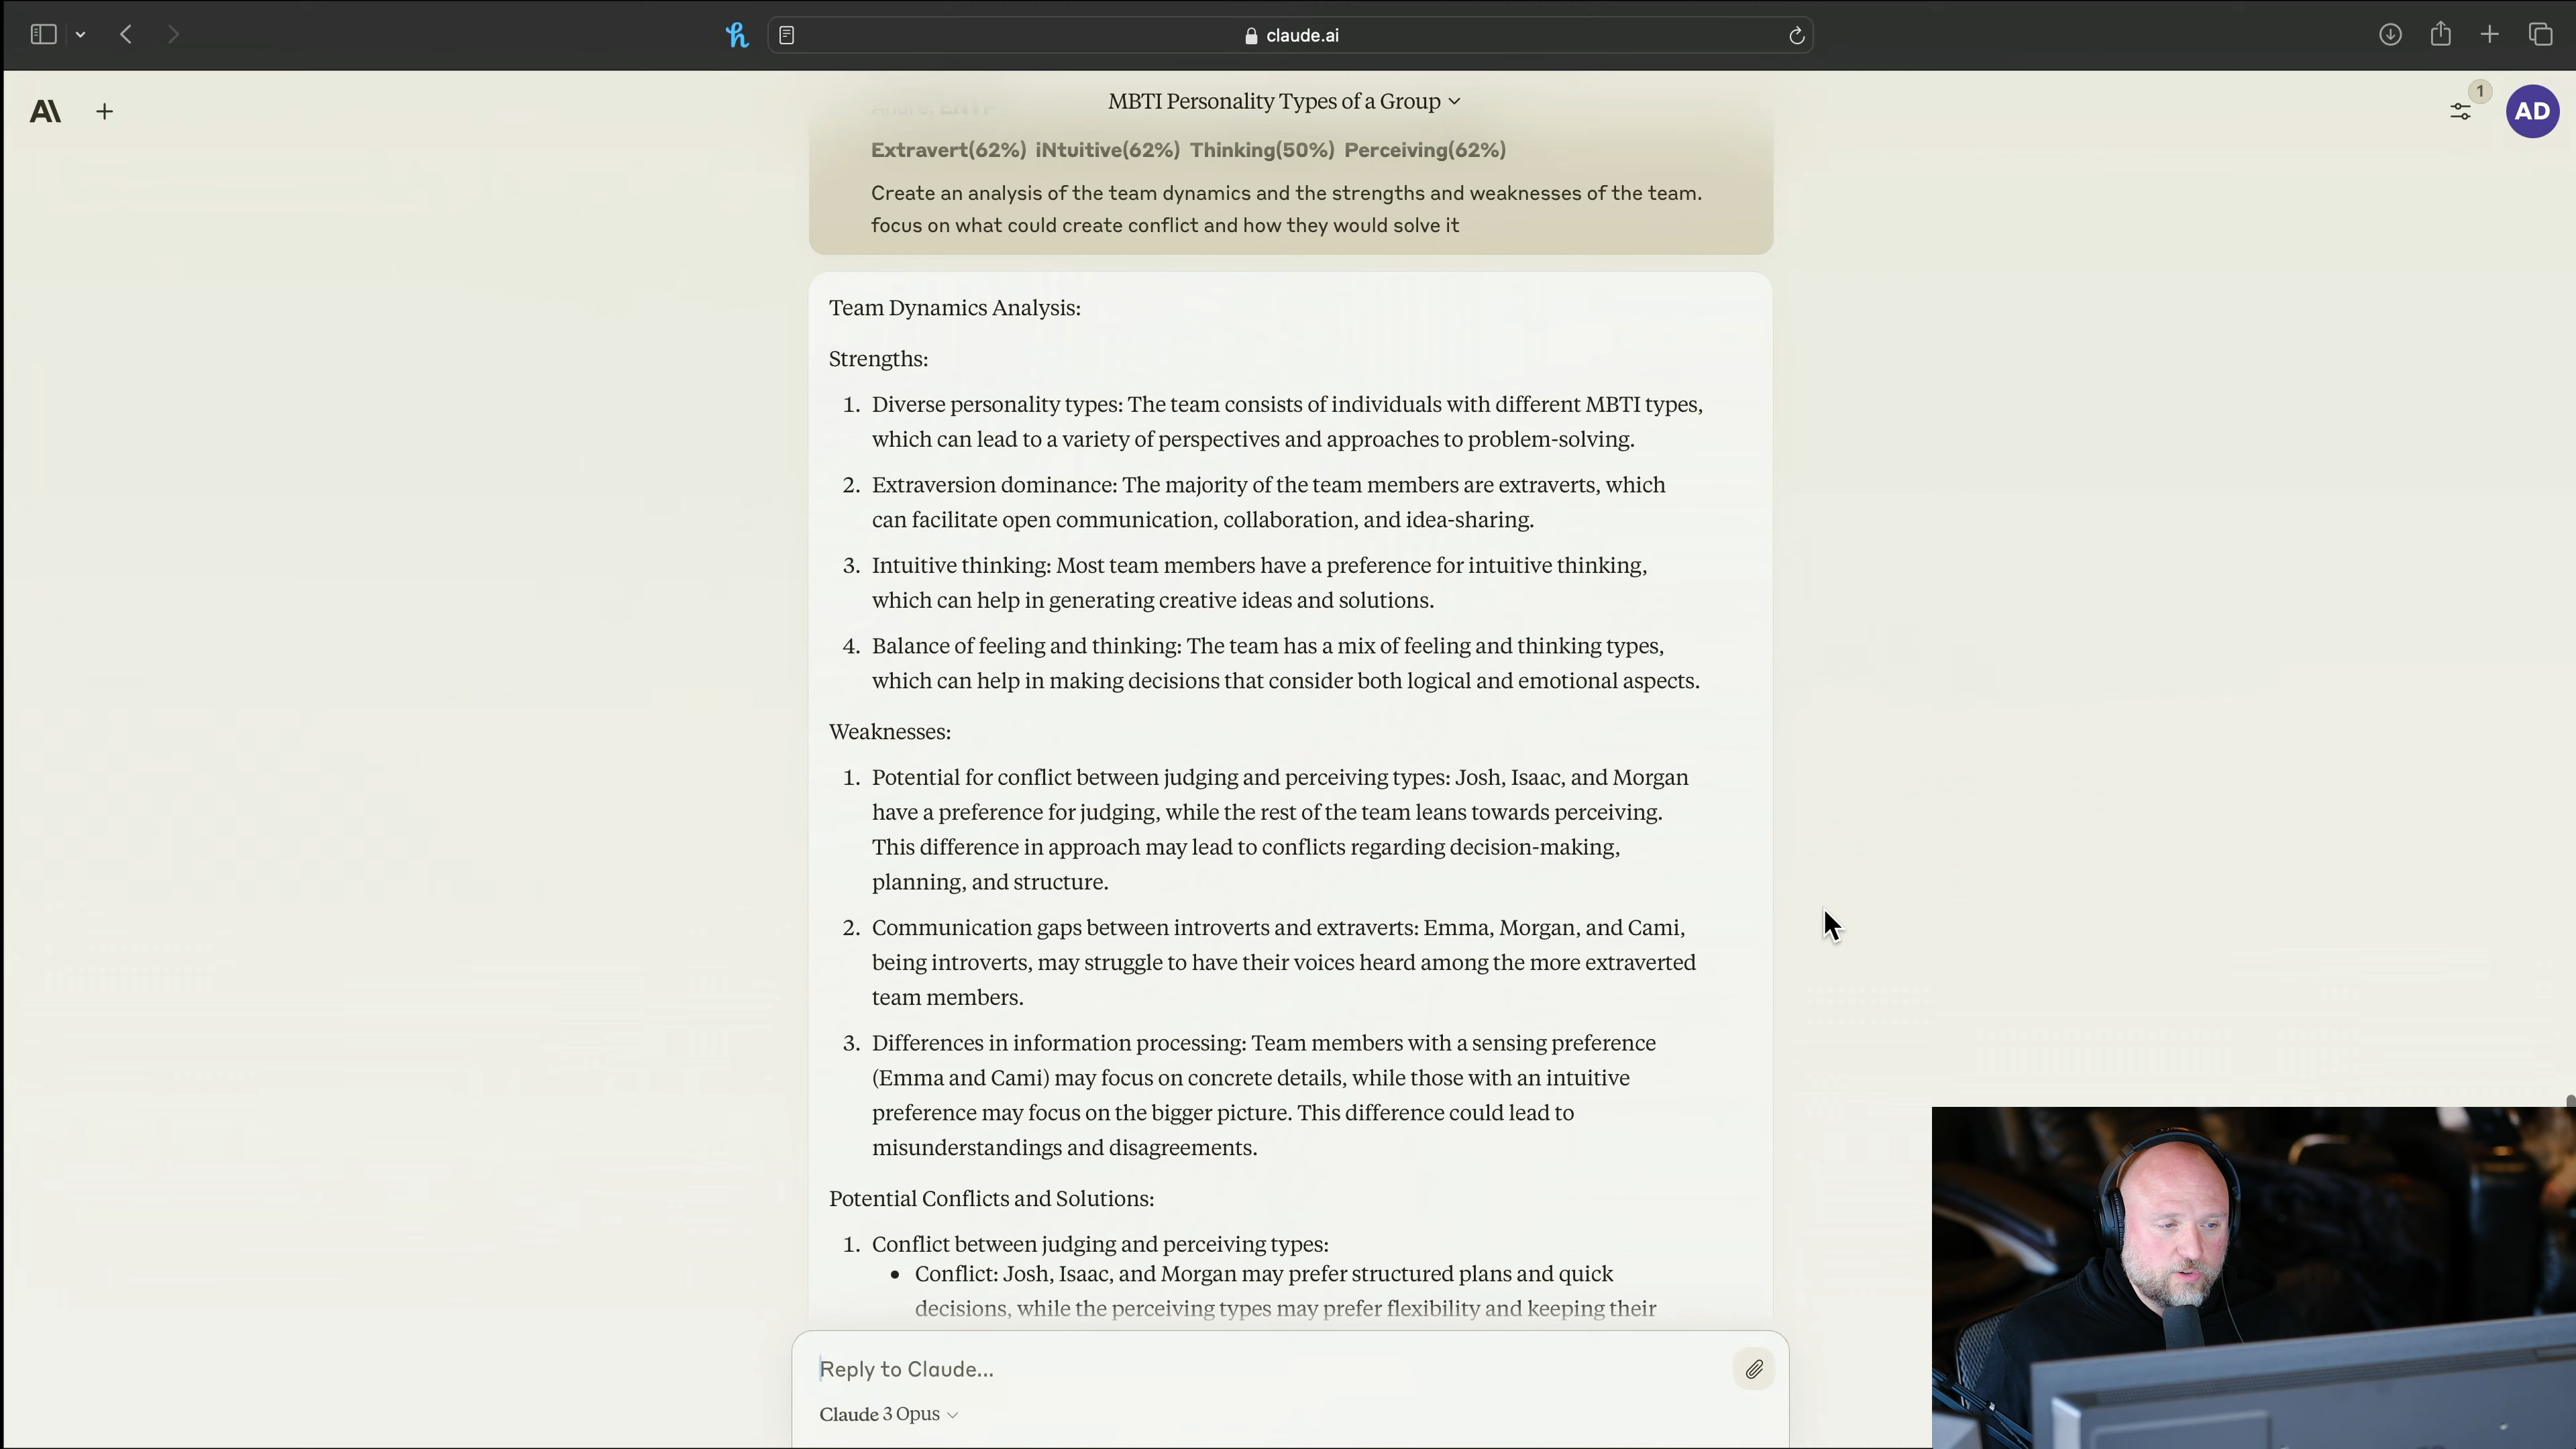 claude.ai
MBTI Personality Types of a Group
1
AD
André: ENTP
Extravert(62%) iNtuitive(62%) Thinking(50%) Perceiving(62%)
Create an analysis of the team dynamics and the strengths and weaknesses of the team.
focus on what could create conflict and how they would solve it
Team Dynamics Analysis:
Strengths:
1. Diverse personality types: The team consists of individuals with different MBTI types,
which can lead to a variety of perspectives and approaches to problem-solving.
2. Extraversion dominance: The majority of the team members are extraverts, which
can facilitate open communication, collaboration, and idea-sharing.
3. Intuitive thinking: Most team members have a preference for intuitive thinking,
which can help in generating creative ideas and solutions.
4. Balance of feeling and thinking: The team has a mix of feeling and thinking types,
which can help in making decisions that consider both logical and emotional aspects.
Weaknesses:
1. Potential for conflict between judging and perceiving types: Josh, Isaac, and Morgan
have a preference for judging, while the rest of the team leans towards perceiving.
This difference in approach may lead to conflicts regarding decision-making,
planning, and structure.
2. Communication gaps between introverts and extraverts: Emma, Morgan, and Cami,
being introverts, may struggle to have their voices heard among the more extraverted
team members.
3. Differences in information processing: Team members with a sensing preference
(Emma and Cami) may focus on concrete details, while those with an intuitive
preference may focus on the bigger picture. This difference could lead to
misunderstandings and disagreements.
Potential Conflicts and Solutions:
1. Conflict between judging and perceiving types:
• Conflict: Josh, Isaac, and Morgan may prefer structured plans and quick
decisions, while the perceiving types may prefer flexibility and keeping their
Reply to Claude...
Claude 3 Opus